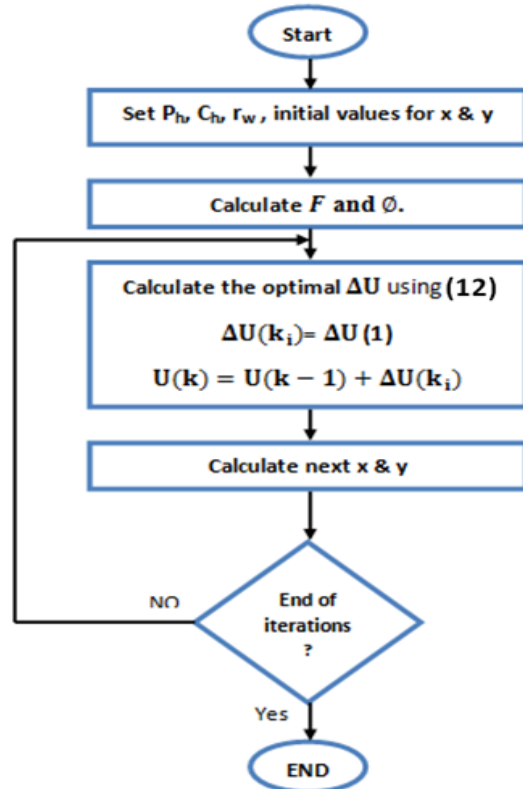 Start
Set Pₕ, Cₕ, r_w , initial values for x & y
Calculate F and Ø.
Calculate the optimal ΔU using (12)
ΔU(kᵢ)= ΔU (1)
U(k) = U(k − 1) + ΔU(kᵢ)
Calculate next x & y
End of
iterations
?
NO
Yes
END